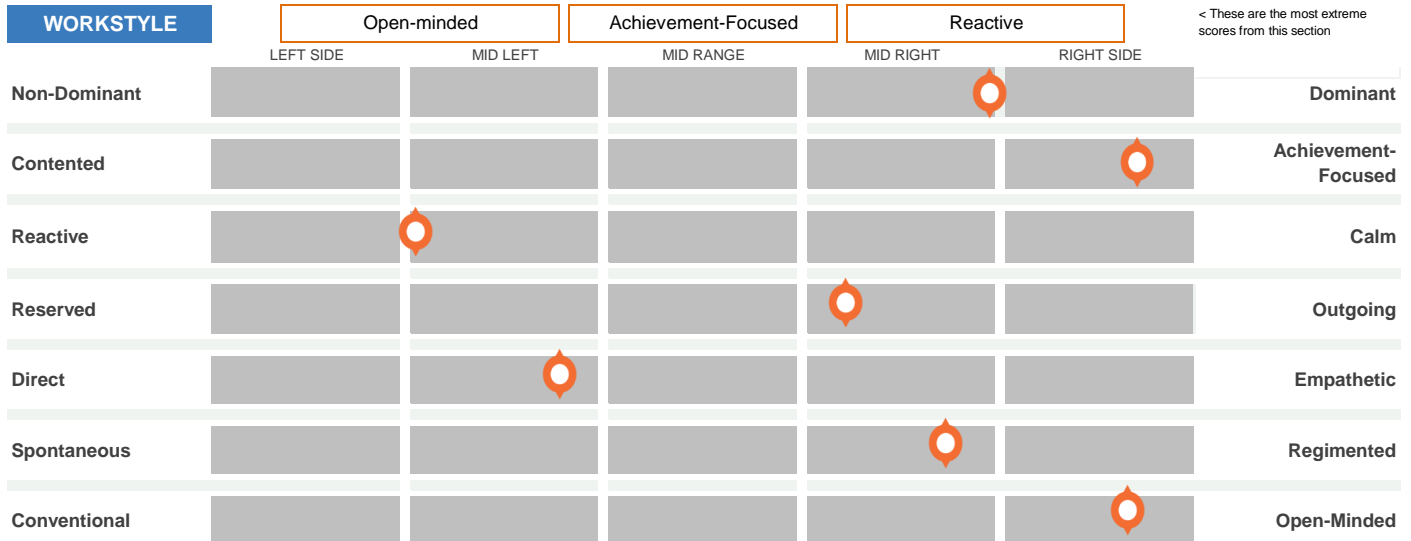 WORKSTYLE
Open-minded
Achievement-Focused
Reactive
< These are the most extreme
scores from this section
LEFT SIDE
MID LEFT
MID RANGE
MID RIGHT
RIGHT SIDE
Non-Dominant
Dominant
Contented
Achievement-
Focused
Reactive
Calm
Reserved
Outgoing
Direct
Empathetic
Spontaneous
Regimented
Conventional
Open-Minded